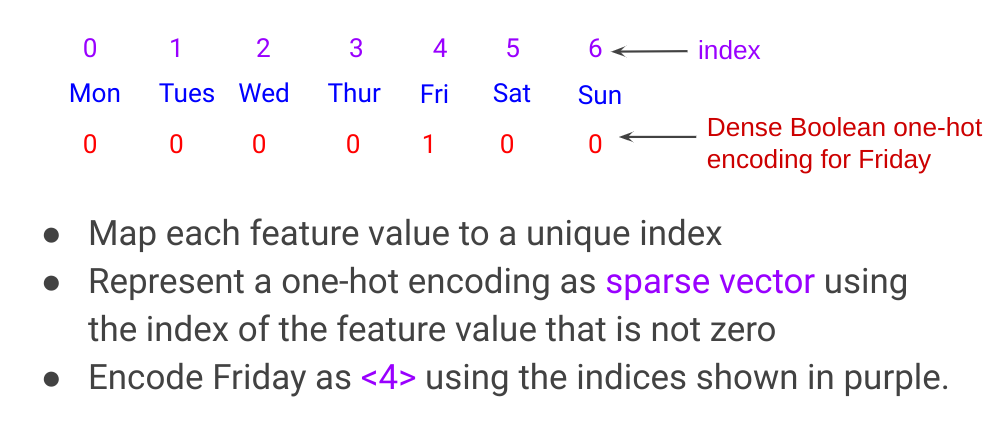 0 1 2 3 4 5 6 index
Mon Tues Wed Thur Fri Sat Sun
0 0 0 0 1 0 0 Dense Boolean one-hot
encoding for Friday
● Map each feature value to a unique index
● Represent a one-hot encoding as sparse vector using
the index of the feature value that is not zero
● Encode Friday as <4> using the indices shown in purple.